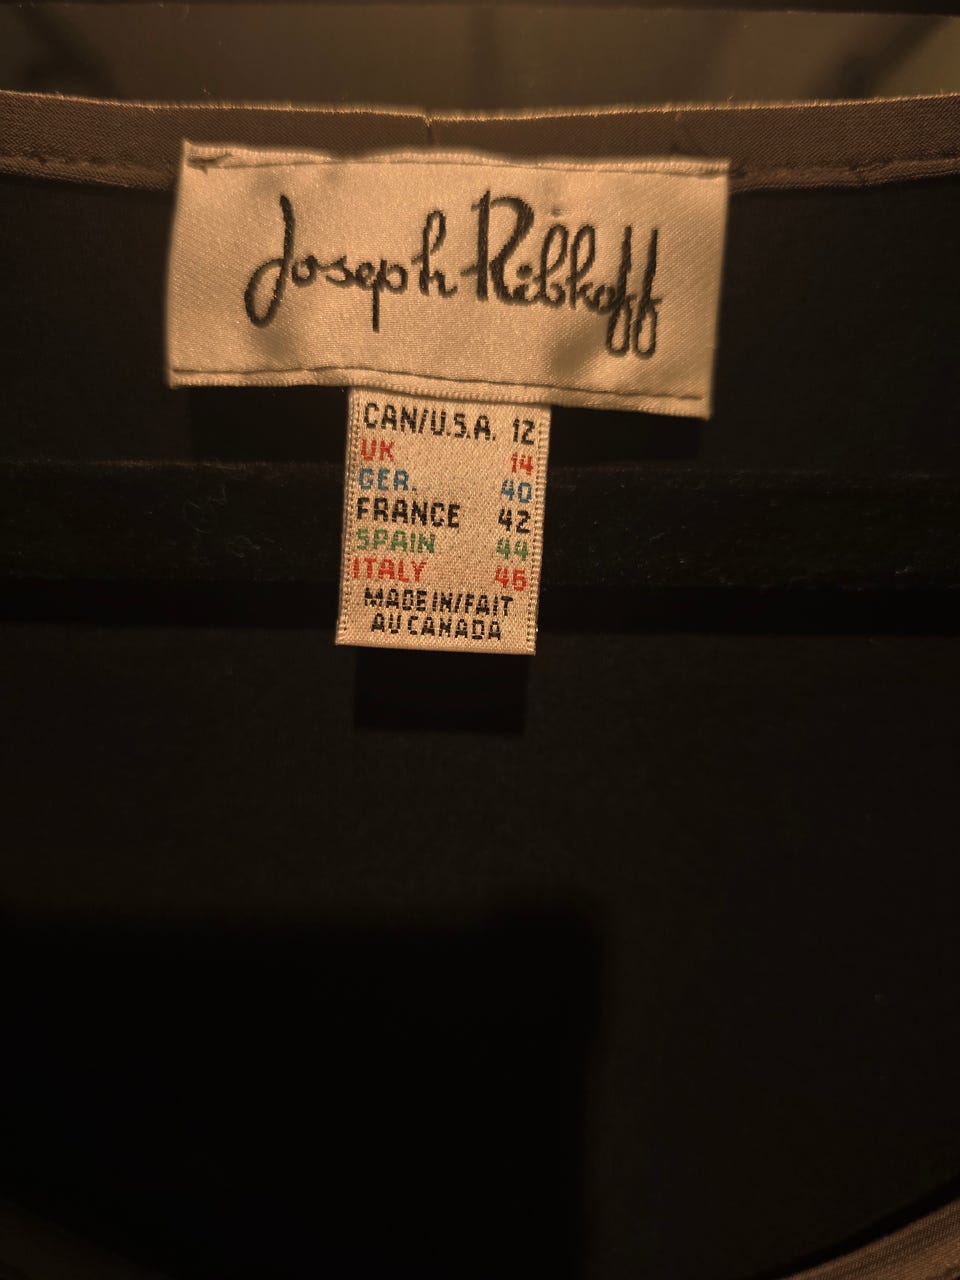 Joseph Ribkoff
CAN/U.S.A. 12
UK 14
GER. 40
FRANCE 42
SPAIN 44
ITALY 46
MADE IN/FAIT
AU CANADA